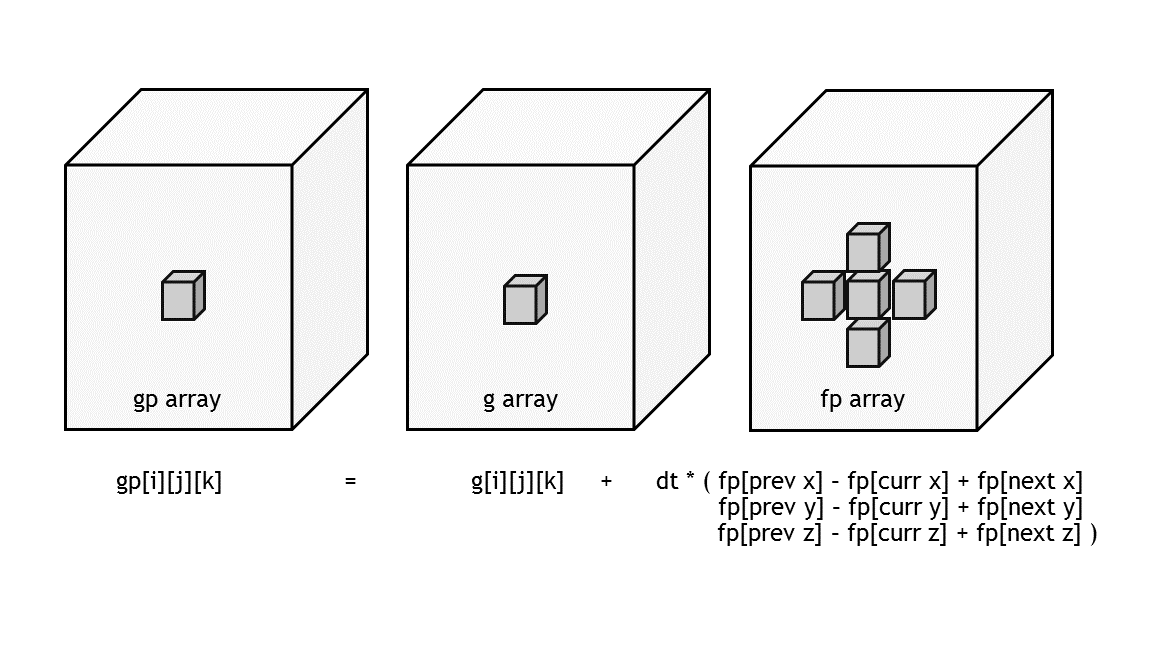 gp array
g array
fp array
gp[i][j][k] = g[i][j][k] + dt * ( fp[prev x] - fp[curr x] + fp[next x]
fp[prev y] - fp[curr y] + fp[next y]
fp[prev z] - fp[curr z] + fp[next z] )